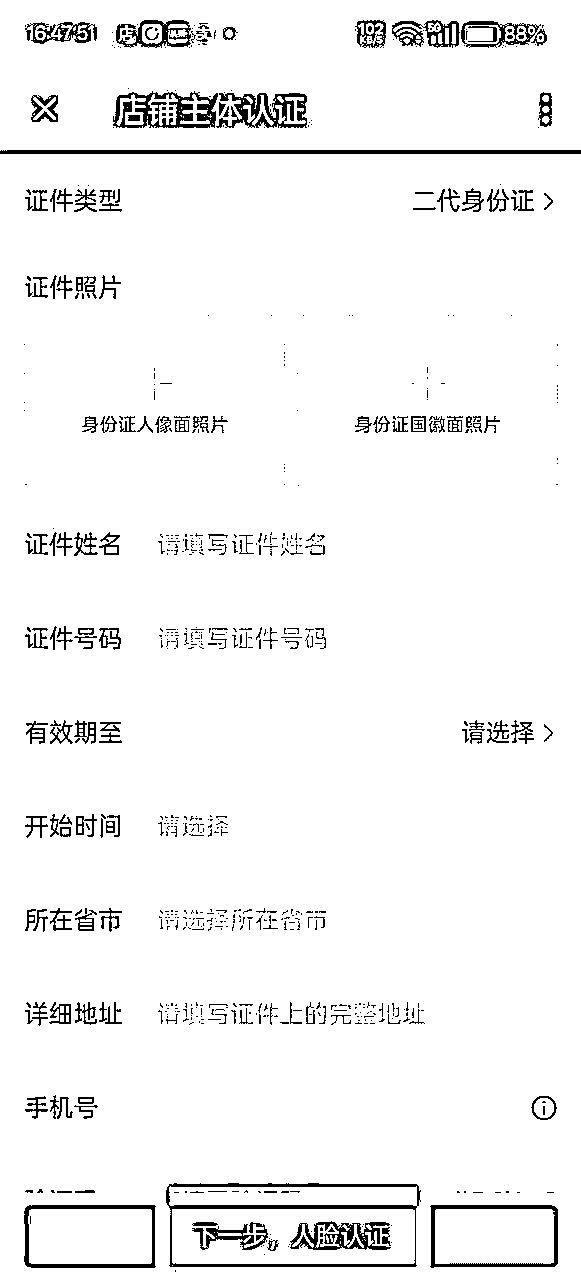 16:47:51 102 KB/s 88%
店铺主体认证
证件类型 二代身份证
证件照片
身份证人像面照片 身份证国徽面照片
证件姓名 请填写证件姓名
证件号码 请填写证件号码
有效期至 请选择
开始时间 请选择
所在省市 请选择所在省市
详细地址 请填写证件上的完整地址
手机号
下一步，人脸认证